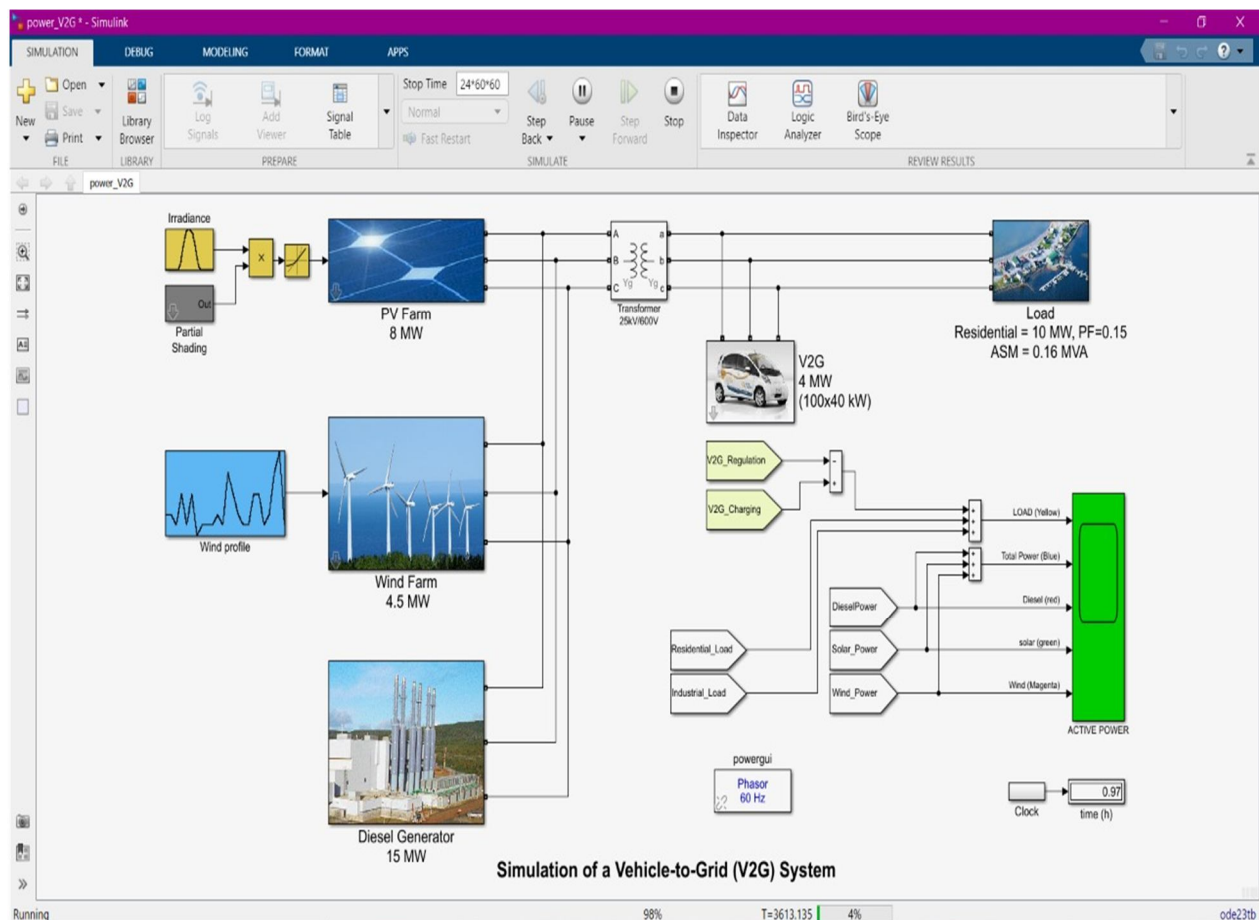 power_V2G * - Simulink
SIMULATION DEBUG MODELING FORMAT APPS
New
Open
Save
Print
FILE
Library
Browser
LIBRARY
Log
Signals
Add
Viewer
Signal
Table
PREPARE
Stop Time 24*60*60
Normal
Fast Restart
Step
Back
Pause
Step
Forward
Stop
SIMULATE
Data
Inspector
Logic
Analyzer
Bird's-Eye
Scope
REVIEW RESULTS
power_V2G
Irradiance
x
Out
Partial
Shading
PV Farm
8 MW
A
B
C
a
b
c
Yg Yg
Transformer
25kV/600V
Load
Residential = 10 MW, PF=0.15
ASM = 0.16 MVA
V2G
4 MW
(100x40 kW)
Wind profile
Wind Farm
4.5 MW
V2G_Regulation
V2G_Charging
LOAD (Yellow)
Total Power (Blue)
Diesel (red)
solar (green)
Wind (Magenta)
ACTIVE POWER
DieselPower
Solar_Power
Wind_Power
Residential_Load
Industrial_Load
Diesel Generator
15 MW
powergui
Phasor
60 Hz
Clock
0.97
time (h)
Simulation of a Vehicle-to-Grid (V2G) System
Running 98% T=3613.135 4% ode23tb